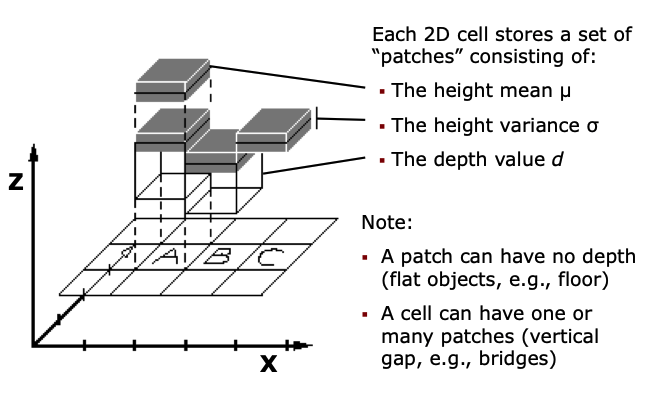 Each 2D cell stores a set of
“patches” consisting of:
▪ The height mean μ
▪ The height variance σ
▪ The depth value d
Z
A B C
X
Note:
▪ A patch can have no depth
(flat objects, e.g., floor)
▪ A cell can have one or
many patches (vertical
gap, e.g., bridges)